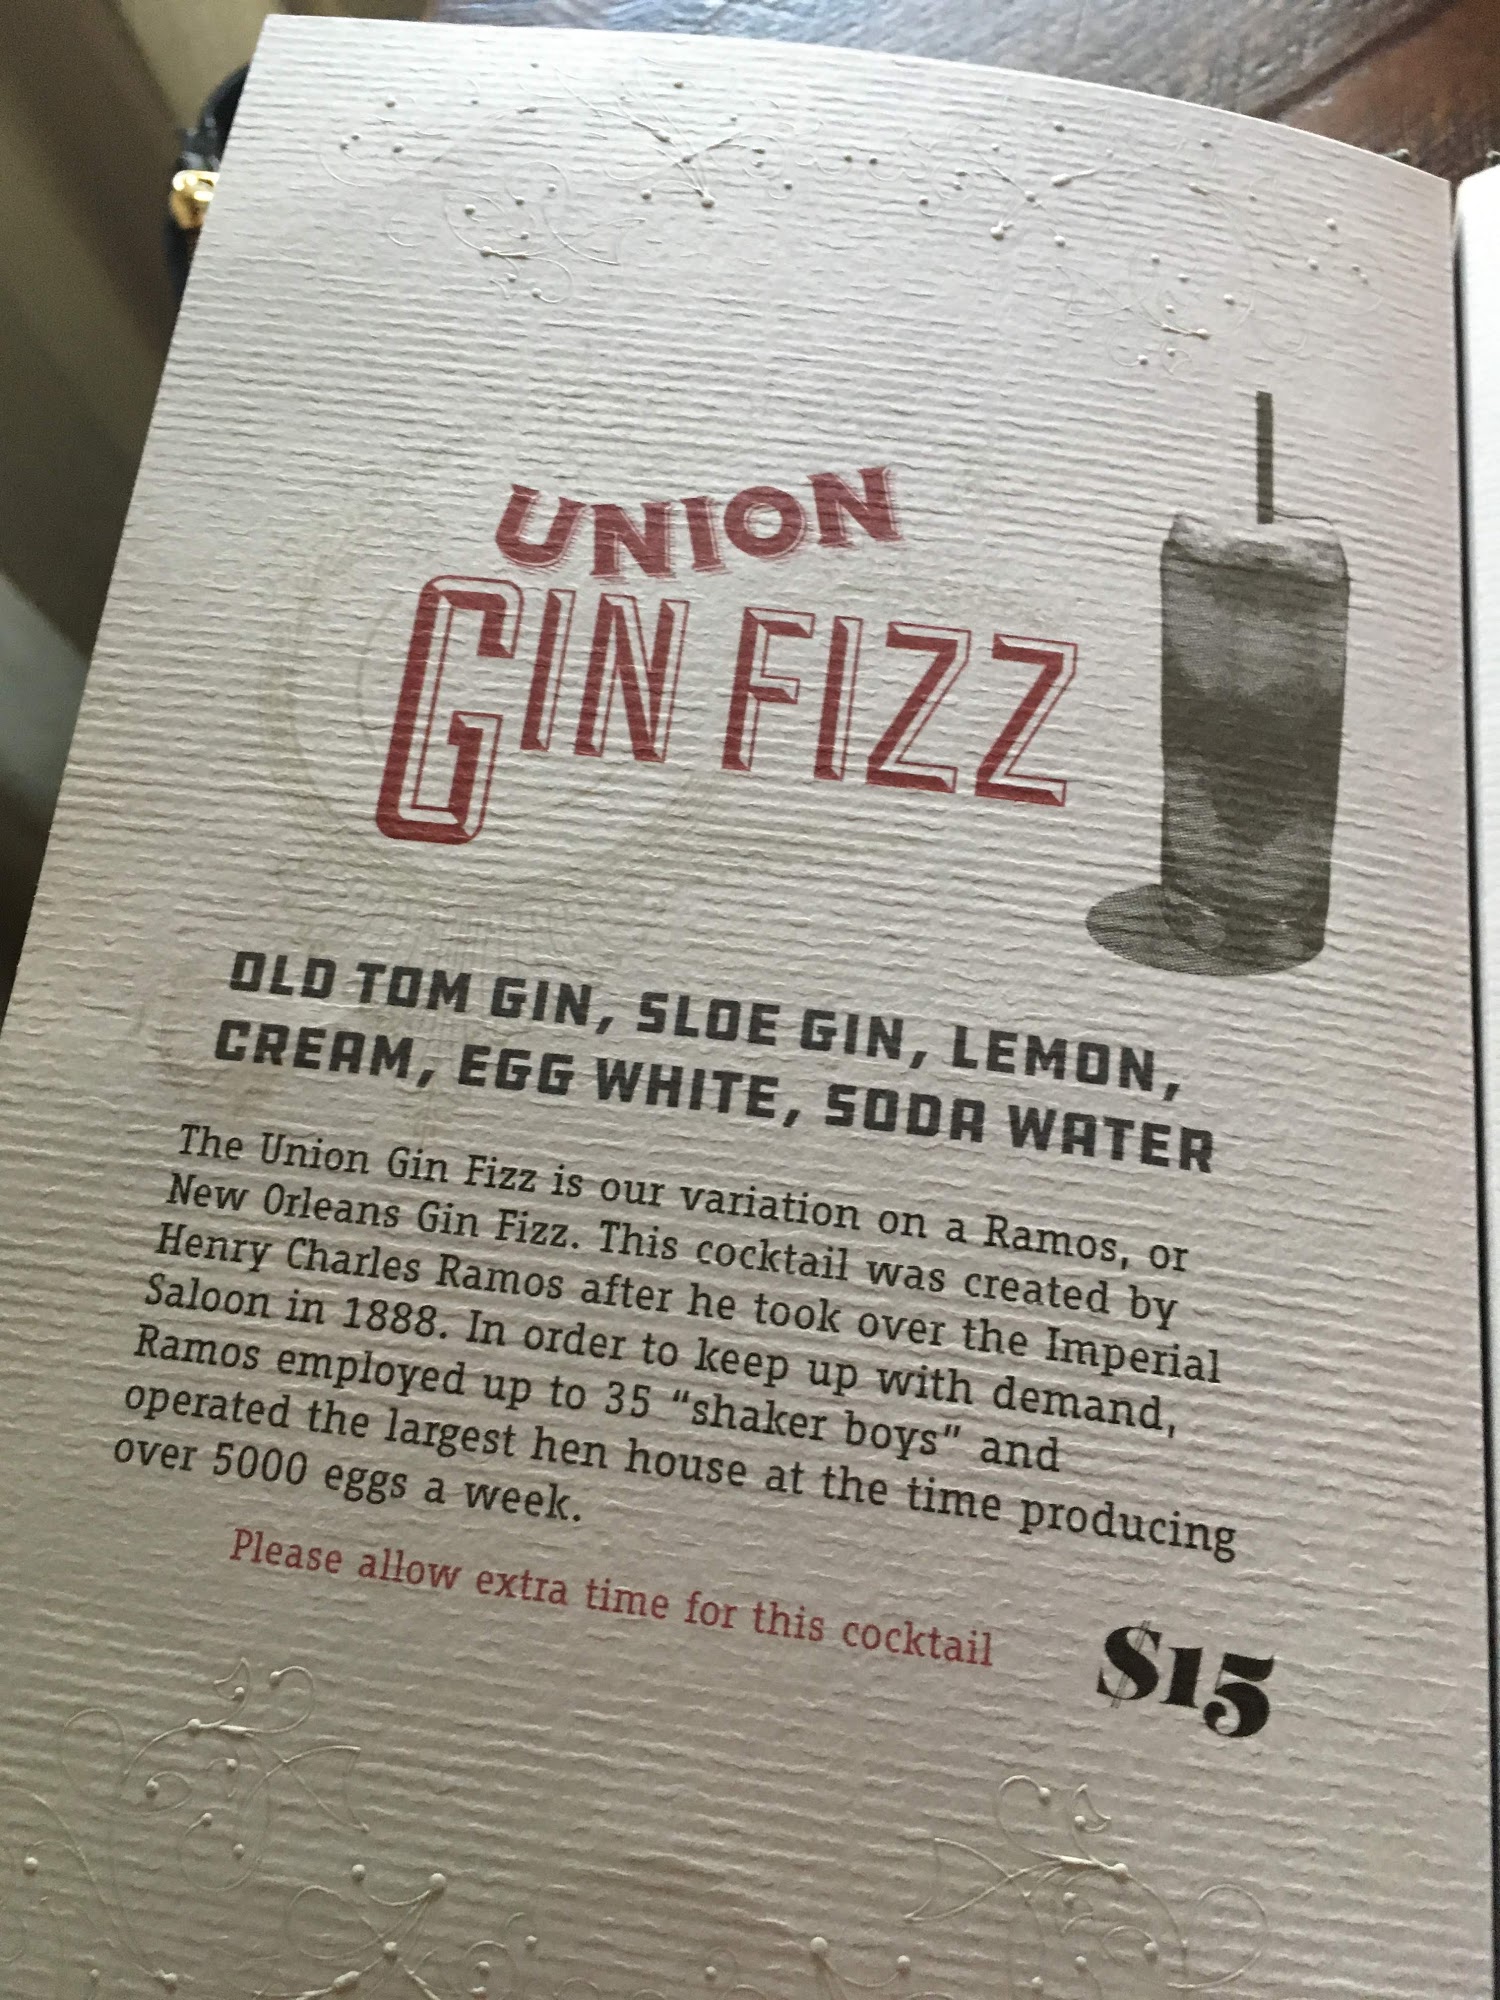 UNION
GIN FIZZ
OLD TOM GIN, SLOE GIN, LEMON,
CREAM, EGG WHITE, SODA WATER
The Union Gin Fizz is our variation on a Ramos, or
New Orleans Gin Fizz. This cocktail was created by
Henry Charles Ramos after he took over the Imperial
Saloon in 1888. In order to keep up with demand,
Ramos employed up to 35 "shaker boys" and
operated the largest hen house at the time producing
over 5000 eggs a week.
Please allow extra time for this cocktail
$15